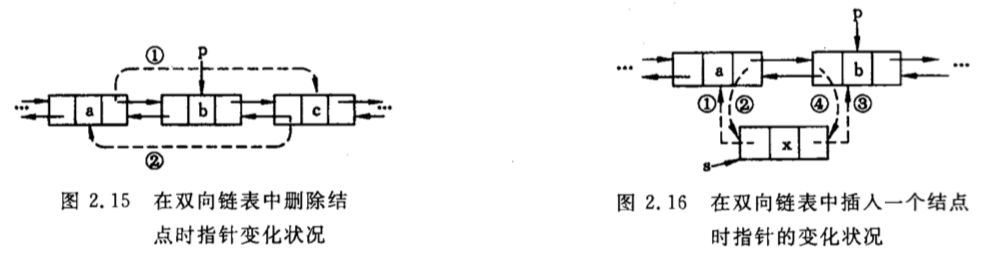 p
①
… a b c …
②
图 2.15 在双向链表中删除结
点时指针变化状况
p
… a b …
① ② ④ ③
x
s
图 2.16 在双向链表中插入一个结点
时指针的变化状况